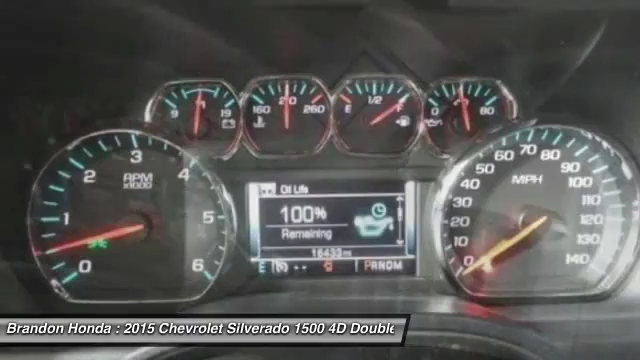 9 19
160 210 260
E 1/2 F
80
RPM
x1000
0 1 2 3 4 5 6
Oil Life
100%
Remaining
16433 mi
E PRNDM
MPH
0 10 20 30 40 50 60 70 80 90 100 110 120 130 140
Brandon Honda : 2015 Chevrolet Silverado 1500 4D Double